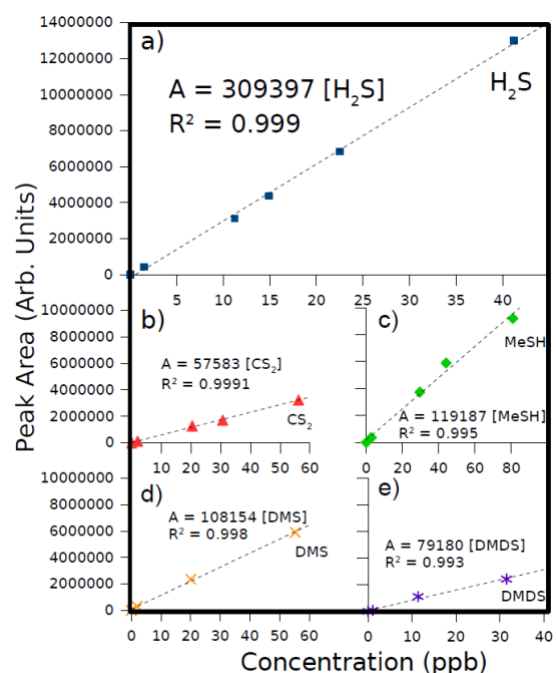 Peak Area (Arb. Units)
14000000
12000000
10000000
8000000
6000000
4000000
2000000
0
a)
A = 309397 [H₂S]
R² = 0.999
H₂S
5
10
15
20
25
30
35
40
10000000
8000000
6000000
4000000
2000000
0
b)
A = 57583 [CS₂]
R² = 0.9991
CS₂
0
10
20
30
40
50
60
c)
MeSH
A = 119187 [MeSH]
R² = 0.995
0
20
40
60
80
10000000
8000000
6000000
4000000
2000000
0
d)
A = 108154 [DMS]
R² = 0.998
DMS
0
10
20
30
40
50
60
e)
A = 79180 [DMDS]
R² = 0.993
DMDS
0
10
20
30
40
Concentration (ppb)